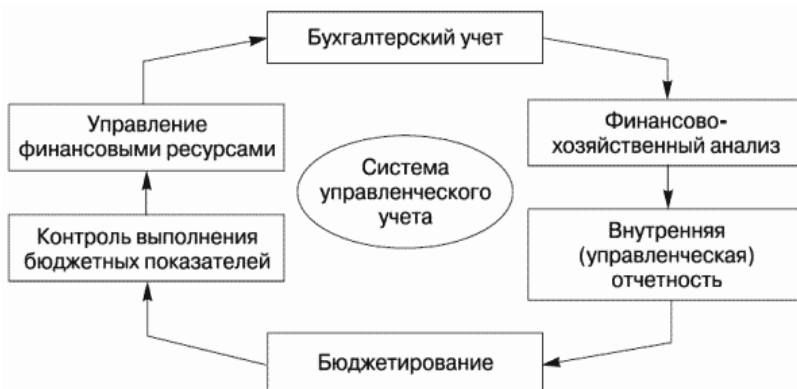 Бухгалтерский учет
Управление
финансовыми ресурсами
Финансово-
хозяйственный анализ
Система
управленческого
учета
Контроль выполнения
бюджетных показателей
Внутренняя
(управленческая)
отчетность
Бюджетирование